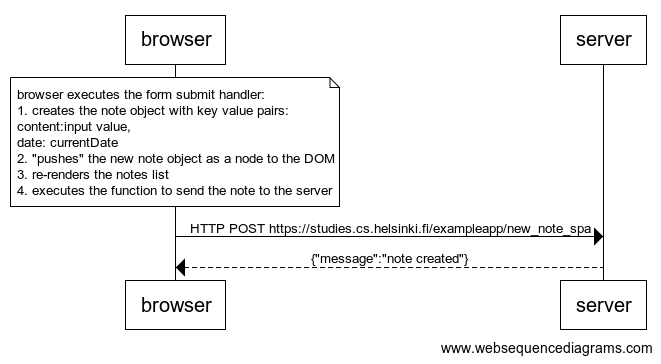 browser
server
browser executes the form submit handler:
1. creates the note object with key value pairs:
content:input value,
date: currentDate
2. "pushes" the new note object as a node to the DOM
3. re-renders the notes list
4. executes the function to send the note to the server
HTTP POST https://studies.cs.helsinki.fi/exampleapp/new_note_spa
{"message":"note created"}
browser
server
www.websequencediagrams.com